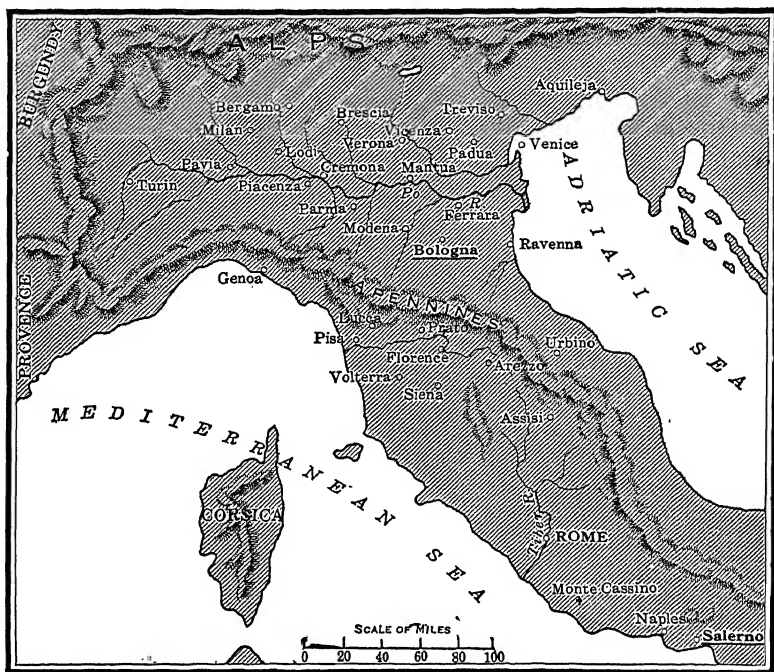 ALPS
BURGUNDY
Aquileja
Bergamo
Brescia
Treviso
Milan
Vicenza
Verona
Venice
Lodi
Padua
Pavia
Cremona
Mantua
Turin
Piacenza
Parma
R.
Ferrara
Modena
Bologna
Ravenna
ADRIATIC SEA
Genoa
APENNINES
PROVENCE
Lucca
Prato
Pisa
Urbino
Florence
Arezzo
Volterra
Siena
MEDITERRANEAN SEA
Assisi
CORSICA
Tiber R.
ROME
Monte Cassino
Naples
Salerno
SCALE OF MILES
0 20 40 60 80 100